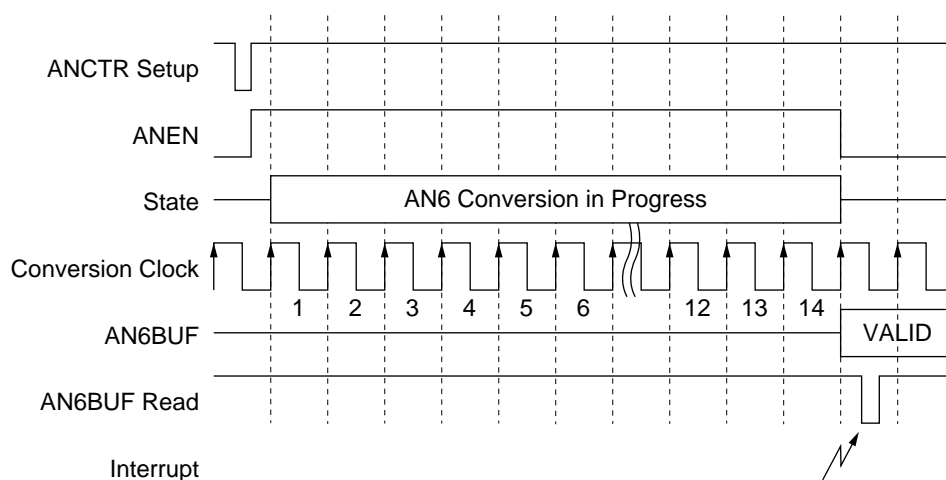 ANCTR Setup
ANEN
State
AN6 Conversion in Progress
Conversion Clock
1 2 3 4 5 6 12 13 14
AN6BUF
VALID
AN6BUF Read
Interrupt